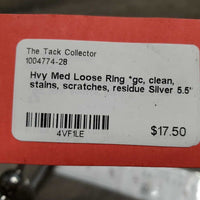 The Tack Collector
1004774-28
Hvy Med Loose Ring *gc, clean,
stains, scratches, residue Silver 5.5"
4VF1LE
$17.50